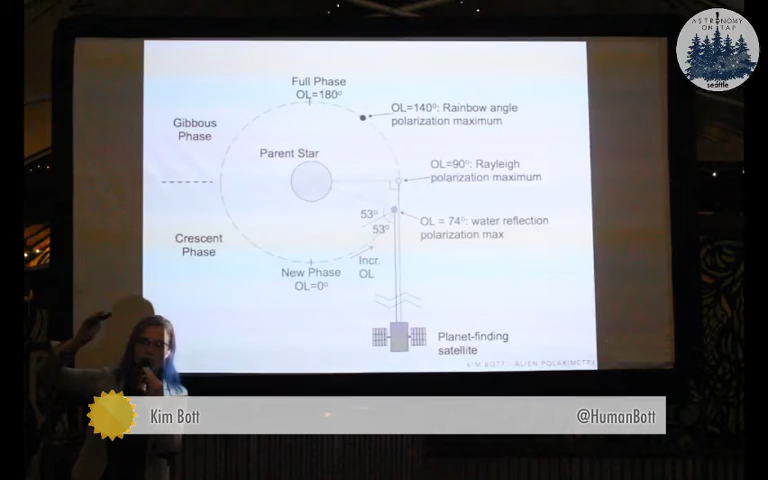 ASTRONOMY
ON TAP
seattle
Full Phase
OL=180°
OL=140°: Rainbow angle
polarization maximum
Gibbous
Phase
Parent Star
OL=90°: Rayleigh
polarization maximum
53°
53°
OL = 74°: water reflection
polarization max
Crescent
Phase
Incr.
OL
New Phase
OL=0°
Planet-finding
satellite
KIM BOTT: ALIEN POLARIMETRY
Kim Bott
@HumanBott